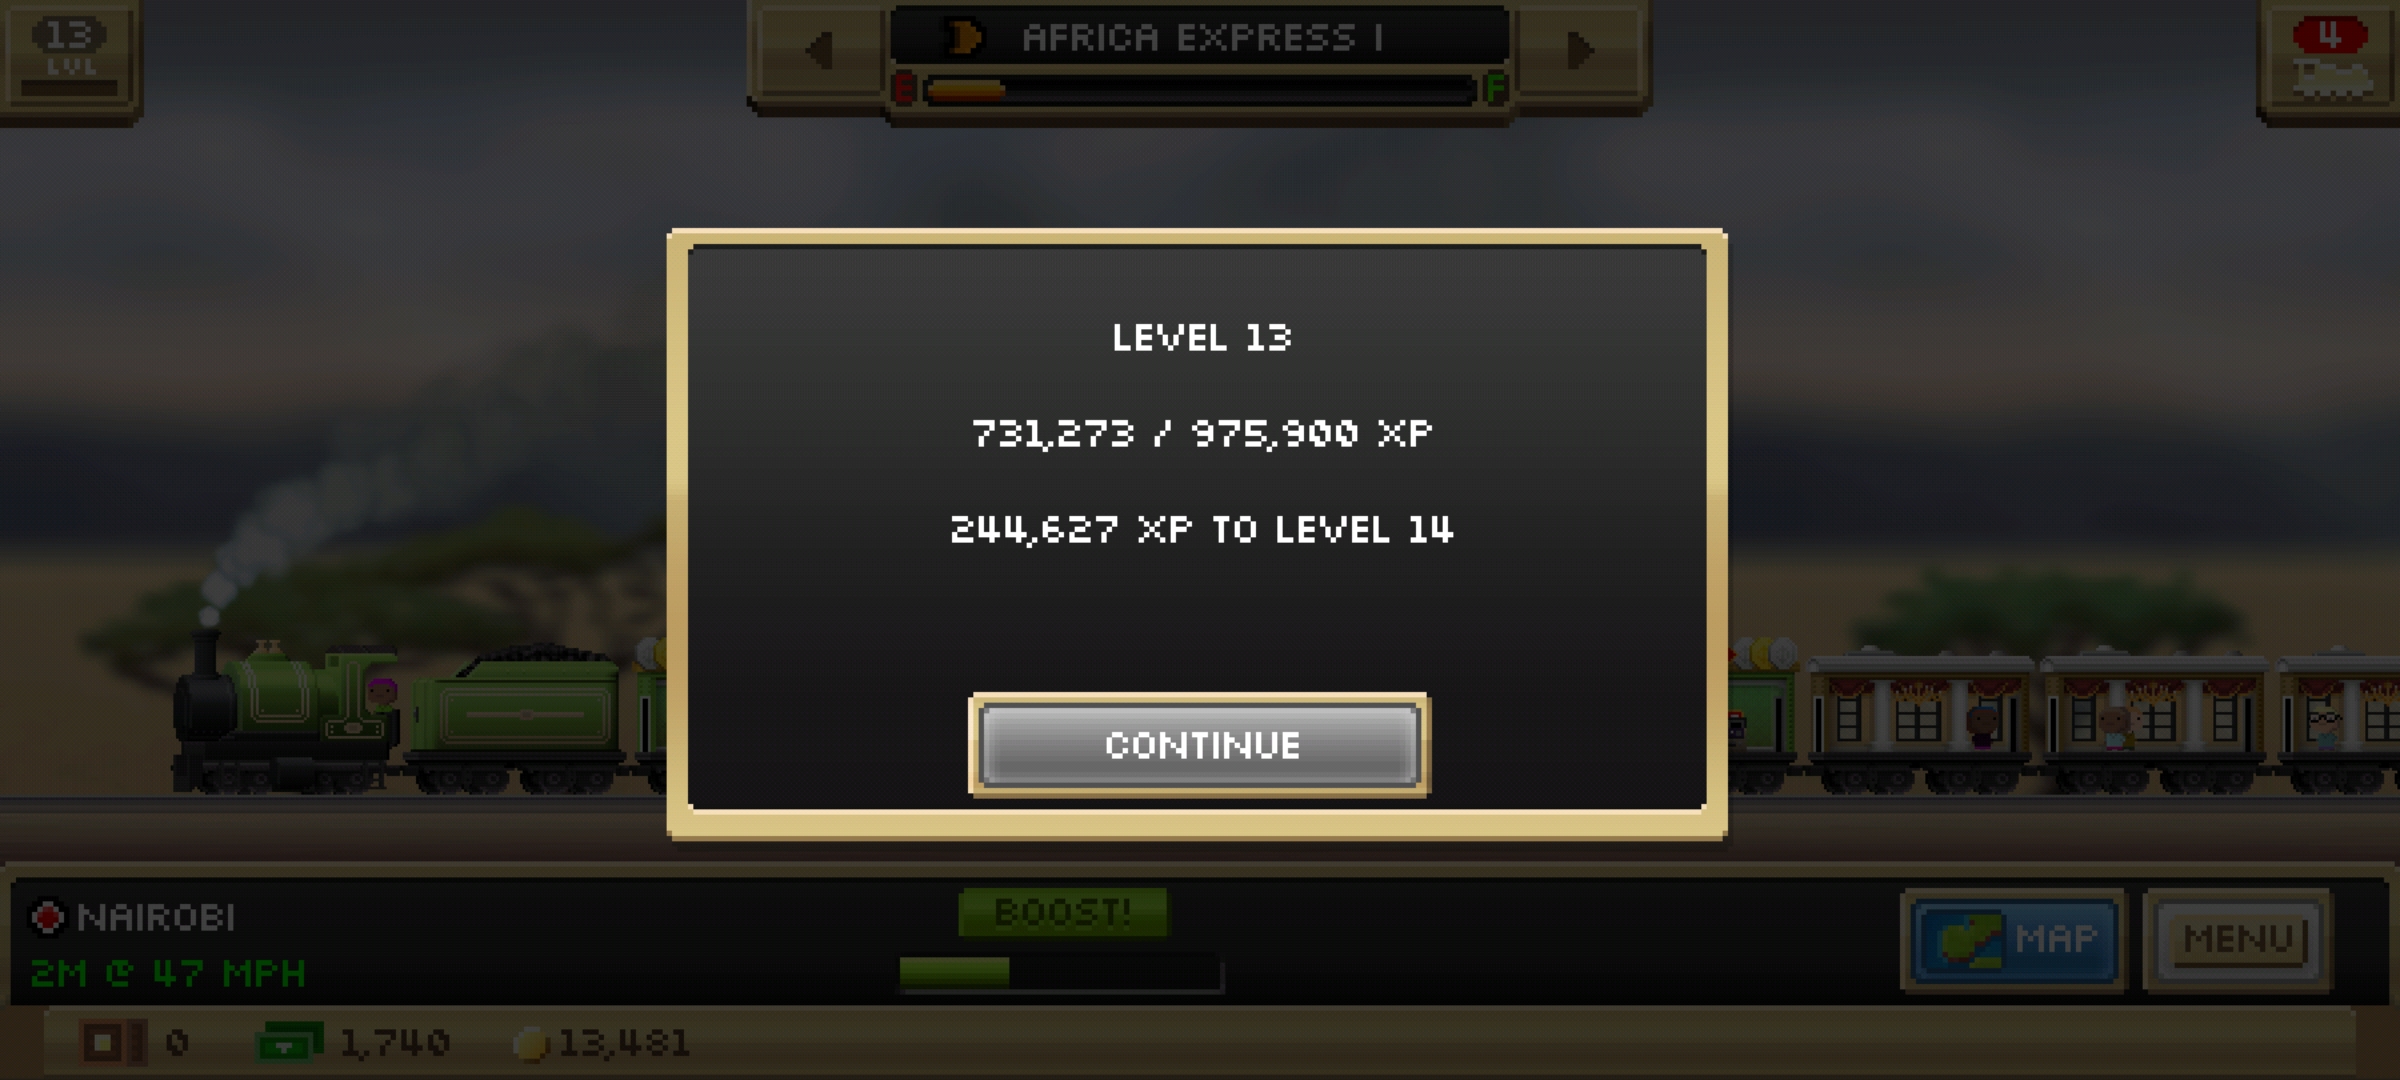 13
LVL
AFRICA EXPRESS I
E
F
4
LEVEL 13
731,273 / 975,900 XP
244,627 XP TO LEVEL 14
CONTINUE
NAIROBI
2M @ 47 MPH
BOOST!
MAP
MENU
0
1,740
13,481